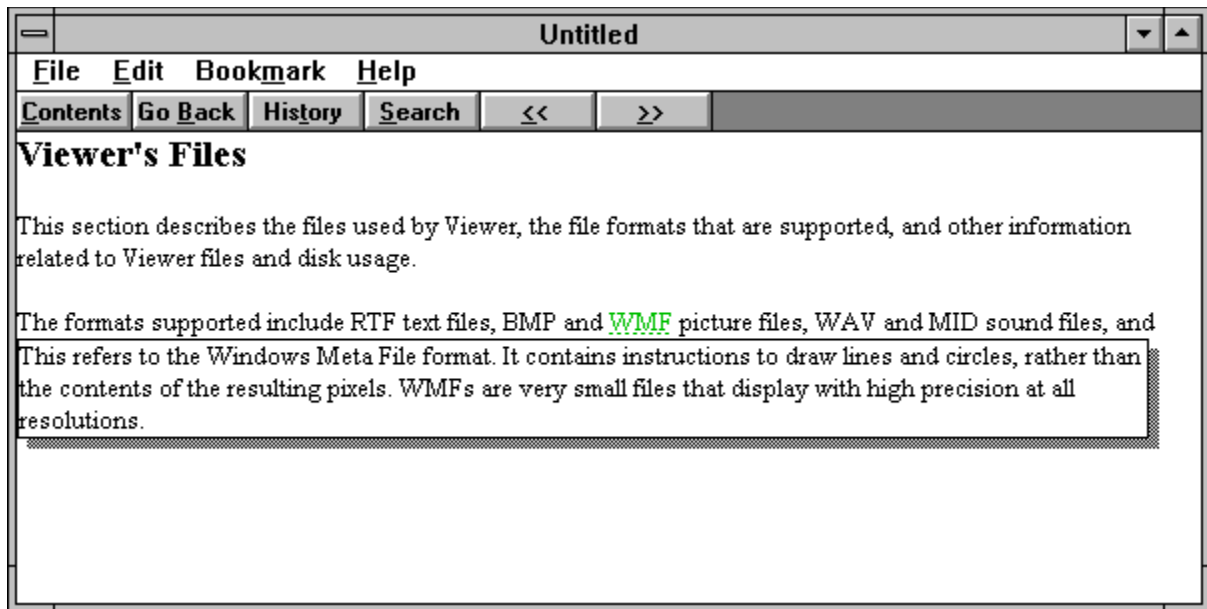 Untitled
File Edit Bookmark Help
Contents Go Back History Search << >>
Viewer's Files
This section describes the files used by Viewer, the file formats that are supported, and other information
related to Viewer files and disk usage.
The formats supported include RTF text files, BMP and WMF picture files, WAV and MID sound files, and
This refers to the Windows Meta File format. It contains instructions to draw lines and circles, rather than
the contents of the resulting pixels. WMFs are very small files that display with high precision at all
resolutions.